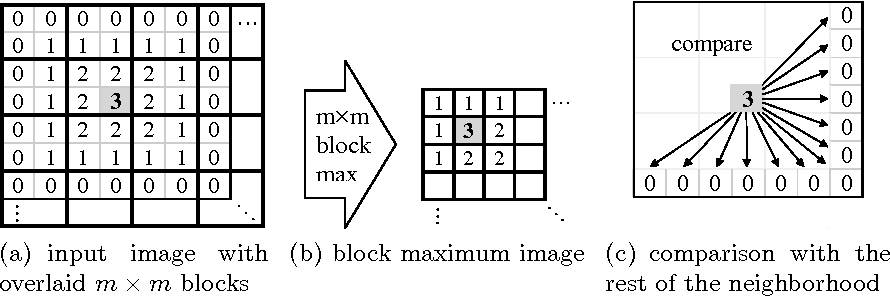 0 0 0 0 0 0 0 ...
0 1 1 1 1 1 0
0 1 2 2 2 1 0
0 1 2 3 2 1 0
0 1 2 2 2 1 0
0 1 1 1 1 1 0
0 0 0 0 0 0 0
(a) input image with
overlaid m × m blocks
m×m
block
max
1 1 1 ...
1 3 2
1 2 2
(b) block maximum image
compare
0
0
0
3 0
0
0
0 0 0 0 0 0 0
(c) comparison with the
rest of the neighborhood